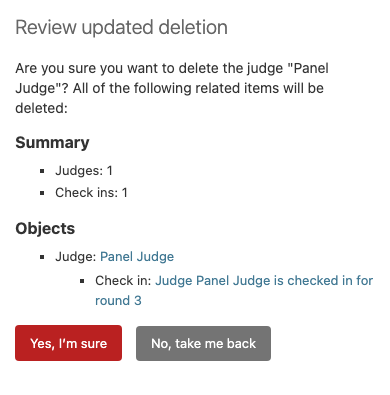 Review updated deletion
Are you sure you want to delete the judge "Panel
Judge"? All of the following related items will be
deleted:
Summary
Judges: 1
Check ins: 1
Objects
Judge: Panel Judge
Check in: Judge Panel Judge is checked in for
round 3
Yes, I'm sure
No, take me back